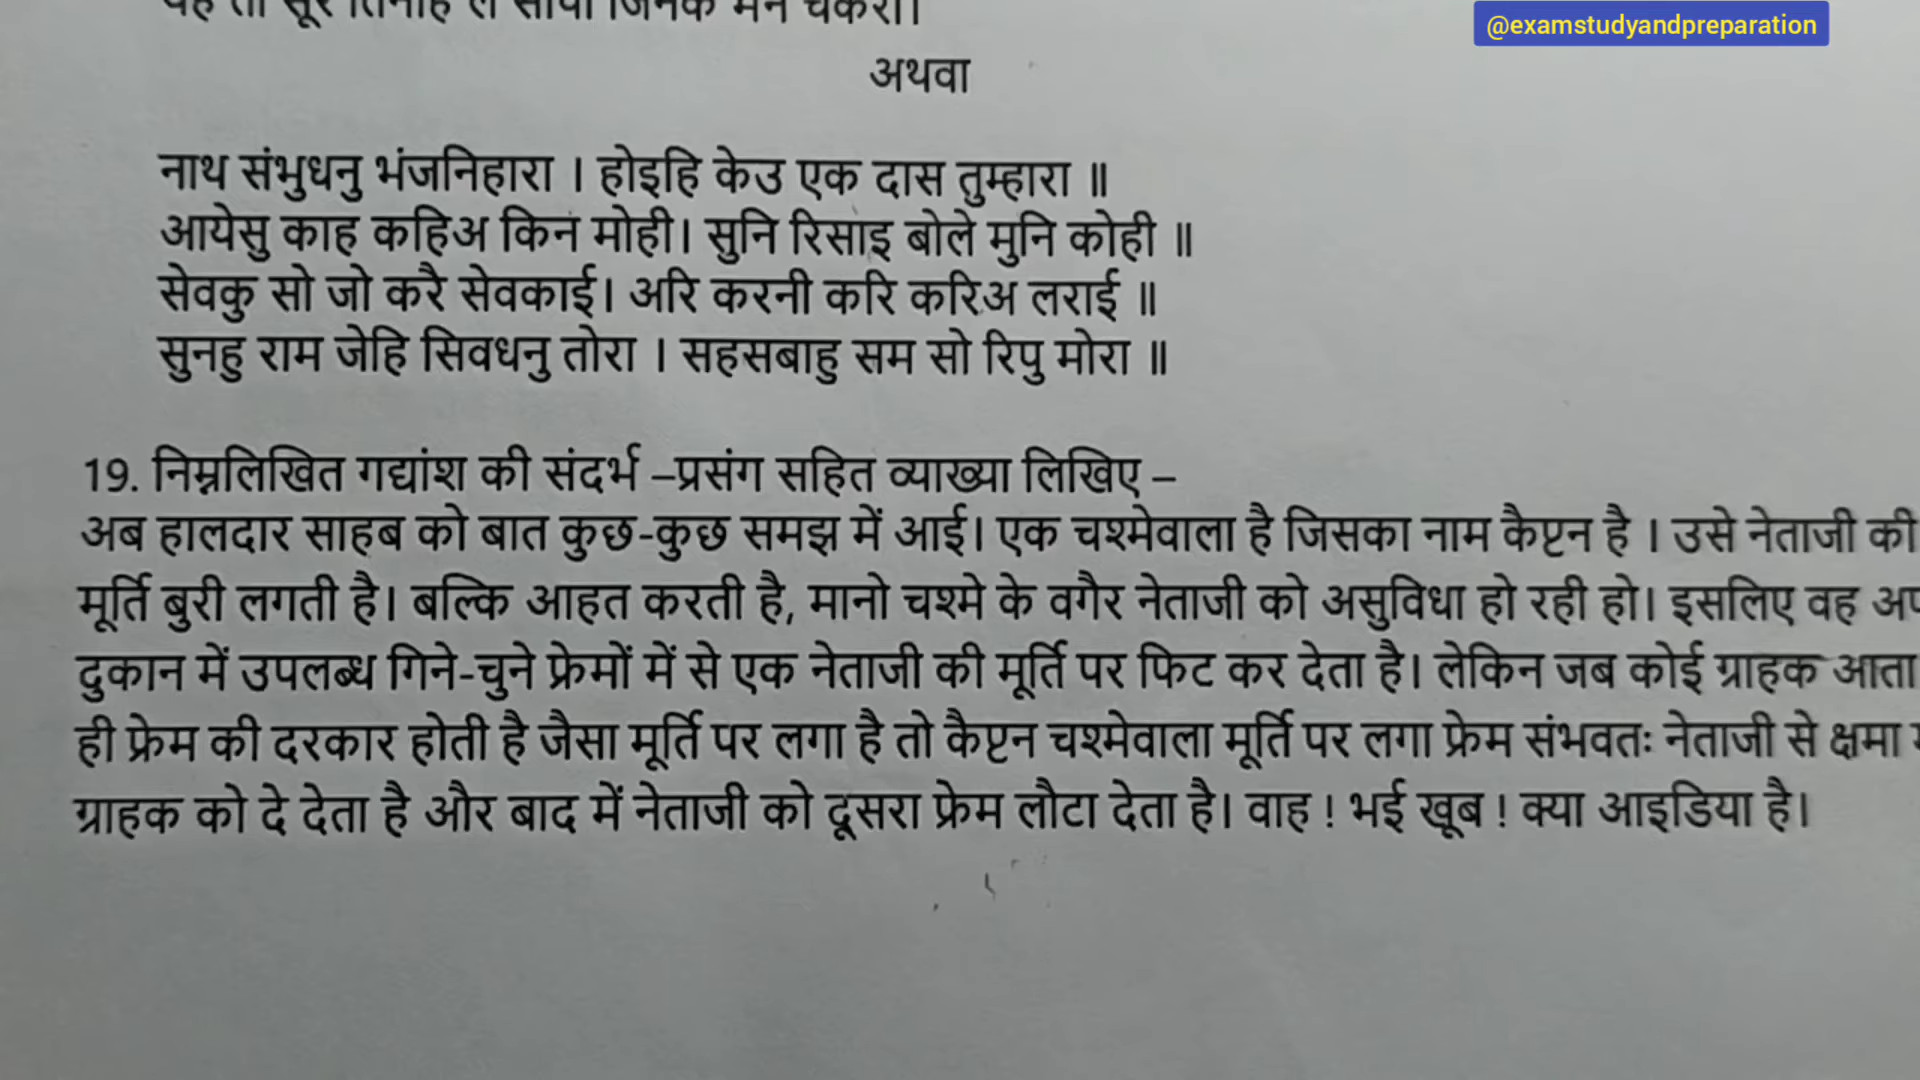 @examstudyandpreparation
अथवा
नाथ संभुधनु भंजनिहारा । होइहि केउ एक दास तुम्हारा ॥
आयेसु काह कहिअ किन मोही। सुनि रिसाइ बोले मुनि कोही ॥
सेवकु सो जो करै सेवकाई। अरि करनी करि करिअ लराई ॥
सुनहु राम जेहि सिवधनु तोरा । सहसबाहु सम सो रिपु मोरा ॥
19. निम्नलिखित गद्यांश की संदर्भ –प्रसंग सहित व्याख्या लिखिए –
अब हालदार साहब को बात कुछ-कुछ समझ में आई। एक चश्मेवाला है जिसका नाम कैप्टन है । उसे नेताजी की
मूर्ति बुरी लगती है। बल्कि आहत करती है, मानो चश्मे के वगैर नेताजी को असुविधा हो रही हो। इसलिए वह
दुकान में उपलब्ध गिने-चुने फ्रेमों में से एक नेताजी की मूर्ति पर फिट कर देता है। लेकिन जब कोई ग्राहक आता
ही फ्रेम की दरकार होती है जैसा मूर्ति पर लगा है तो कैप्टन चश्मेवाला मूर्ति पर लगा फ्रेम संभवतः नेताजी से क्षमा
ग्राहक को दे देता है और बाद में नेताजी को दूसरा फ्रेम लौटा देता है। वाह ! भई खूब ! क्या आइडिया है।